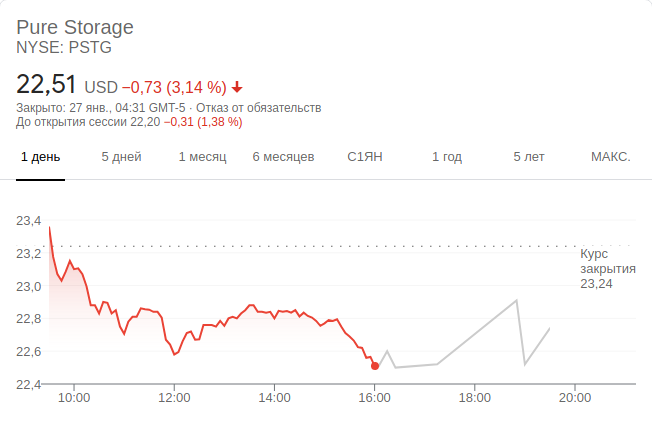 Pure Storage
NYSE: PSTG
22,51 USD −0,73 (3,14 %)
Закрыто: 27 янв., 04:31 GMT-5 · Отказ от обязательств
До открытия сессии 22,20 −0,31 (1,38 %)
1 день 5 дней 1 месяц 6 месяцев С1ЯН 1 год 5 лет МАКС.
23,4
23,2
23,0
22,8
22,6
22,4
Курс
закрытия
23,24
10:00 12:00 14:00 16:00 18:00 20:00